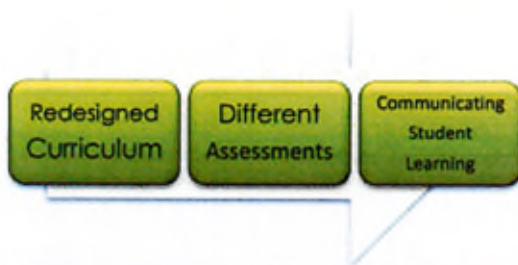 Redesigned
Curriculum
Different
Assessments
Communicating
Student
Learning